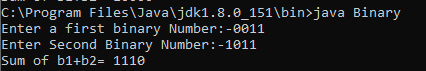 C:\Program Files\Java\jdk1.8.0_151\bin>java Binary
Enter a first binary Number:-0011
Enter Second Binary Number:-1011
Sum of b1+b2= 1110